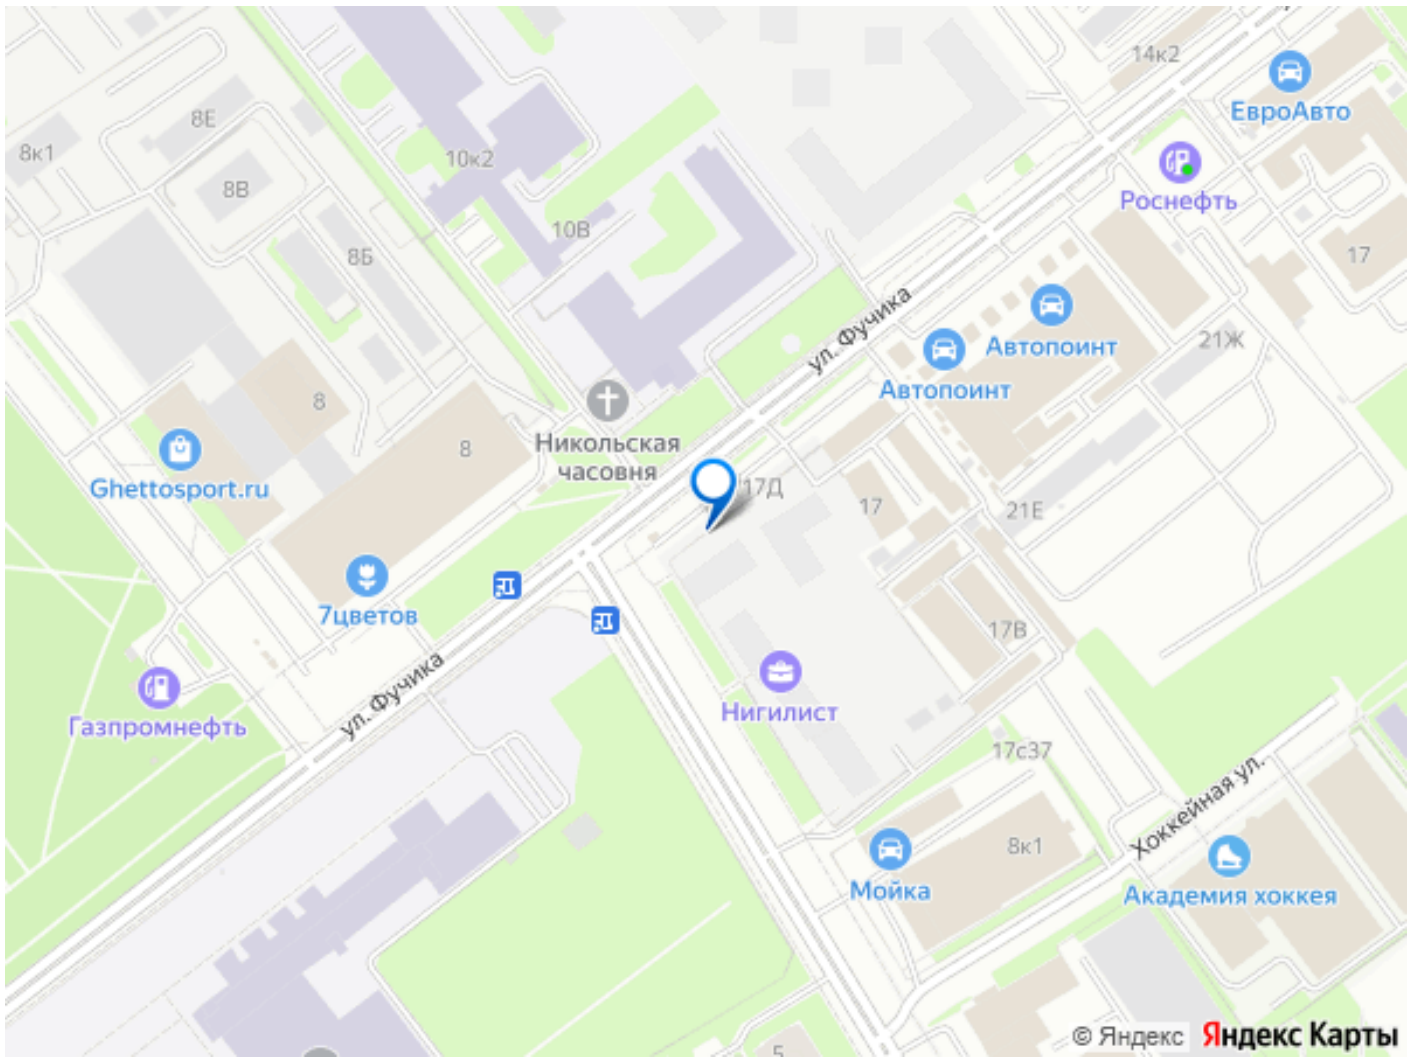 14к2
ЕвроАвто
8Е
8к1
10к2
8В
Роснефть
10В
8Б
17
ул. Фучика
Автопоинт
21Ж
Автопоинт
8
8
Никольская
часовня
Ghettosport.ru
17Д
17
21Е
7цветов
17В
ул. Фучика
Нигилист
Газпромнефть
17с37
Хоккейная ул.
8к1
Мойка
Академия хоккея
5
© Яндекс Яндекс Карты